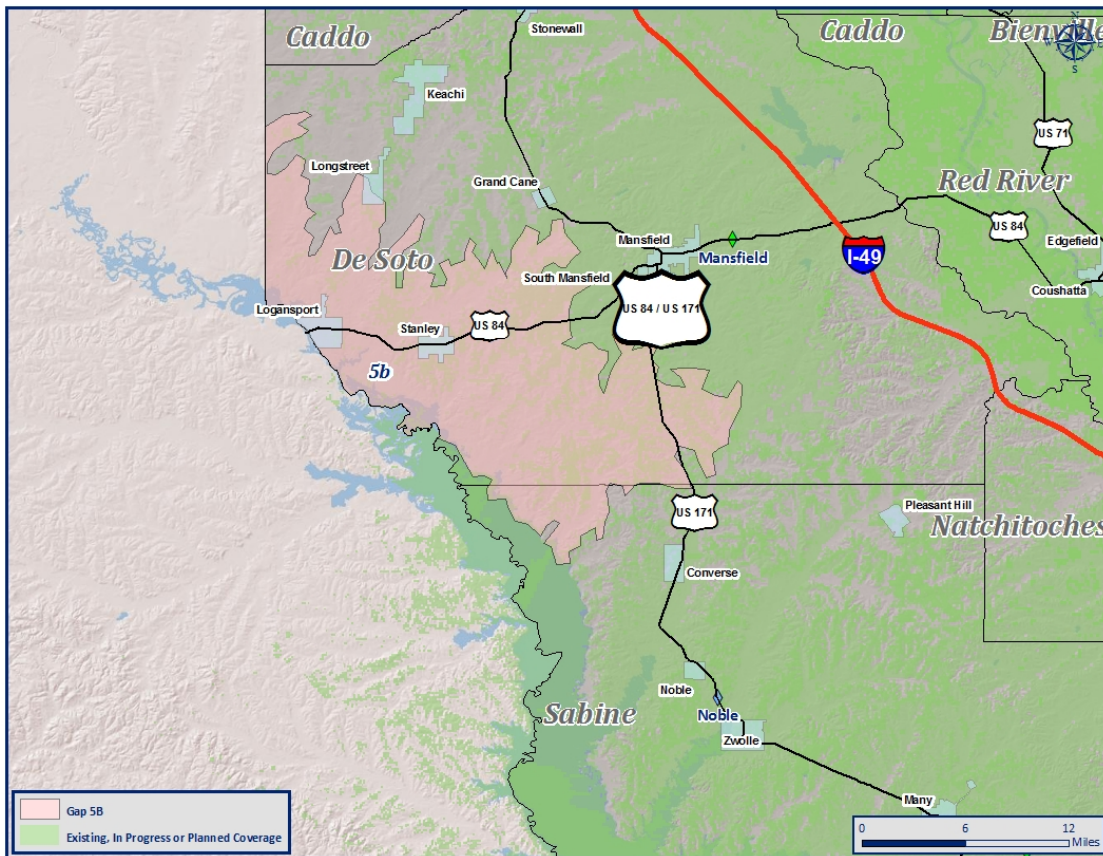 Caddo
Stonewall
Caddo
Bienville
N
W
E
S
Keachi
US 71
Longstreet
Grand Cane
Red River
US 84
Mansfield
Mansfield
Edgefield
De Soto
I-49
South Mansfield
Coushatta
Logansport
Stanley
US 84
US 84 / US 171
5b
US 171
Pleasant Hill
Natchitoches
Converse
Noble
Noble
Sabine
Zwolle
Many
Gap 5B
Existing, In Progress or Planned Coverage
0 6 12
Miles